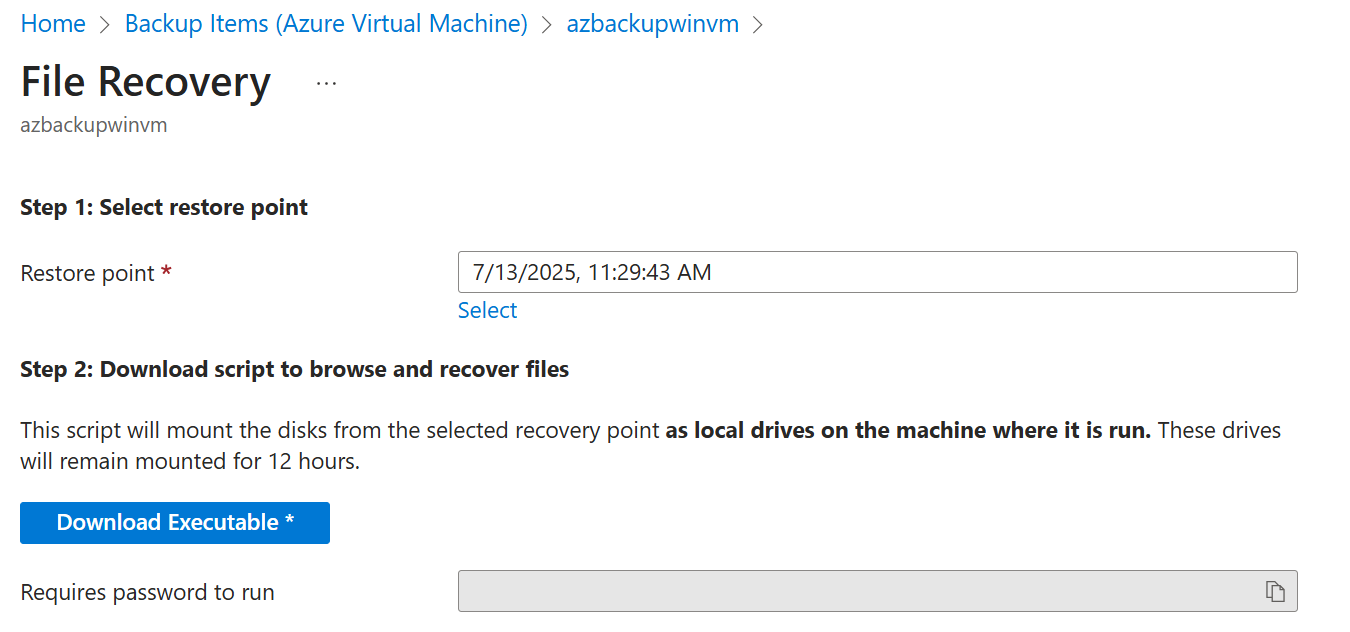 Home > Backup Items (Azure Virtual Machine) > azbackupwinvm >
File Recovery ...
azbackupwinvm
Step 1: Select restore point
Restore point * 7/13/2025, 11:29:43 AM
Select
Step 2: Download script to browse and recover files
This script will mount the disks from the selected recovery point as local drives on the machine where it is run. These drives
will remain mounted for 12 hours.
Download Executable *
Requires password to run